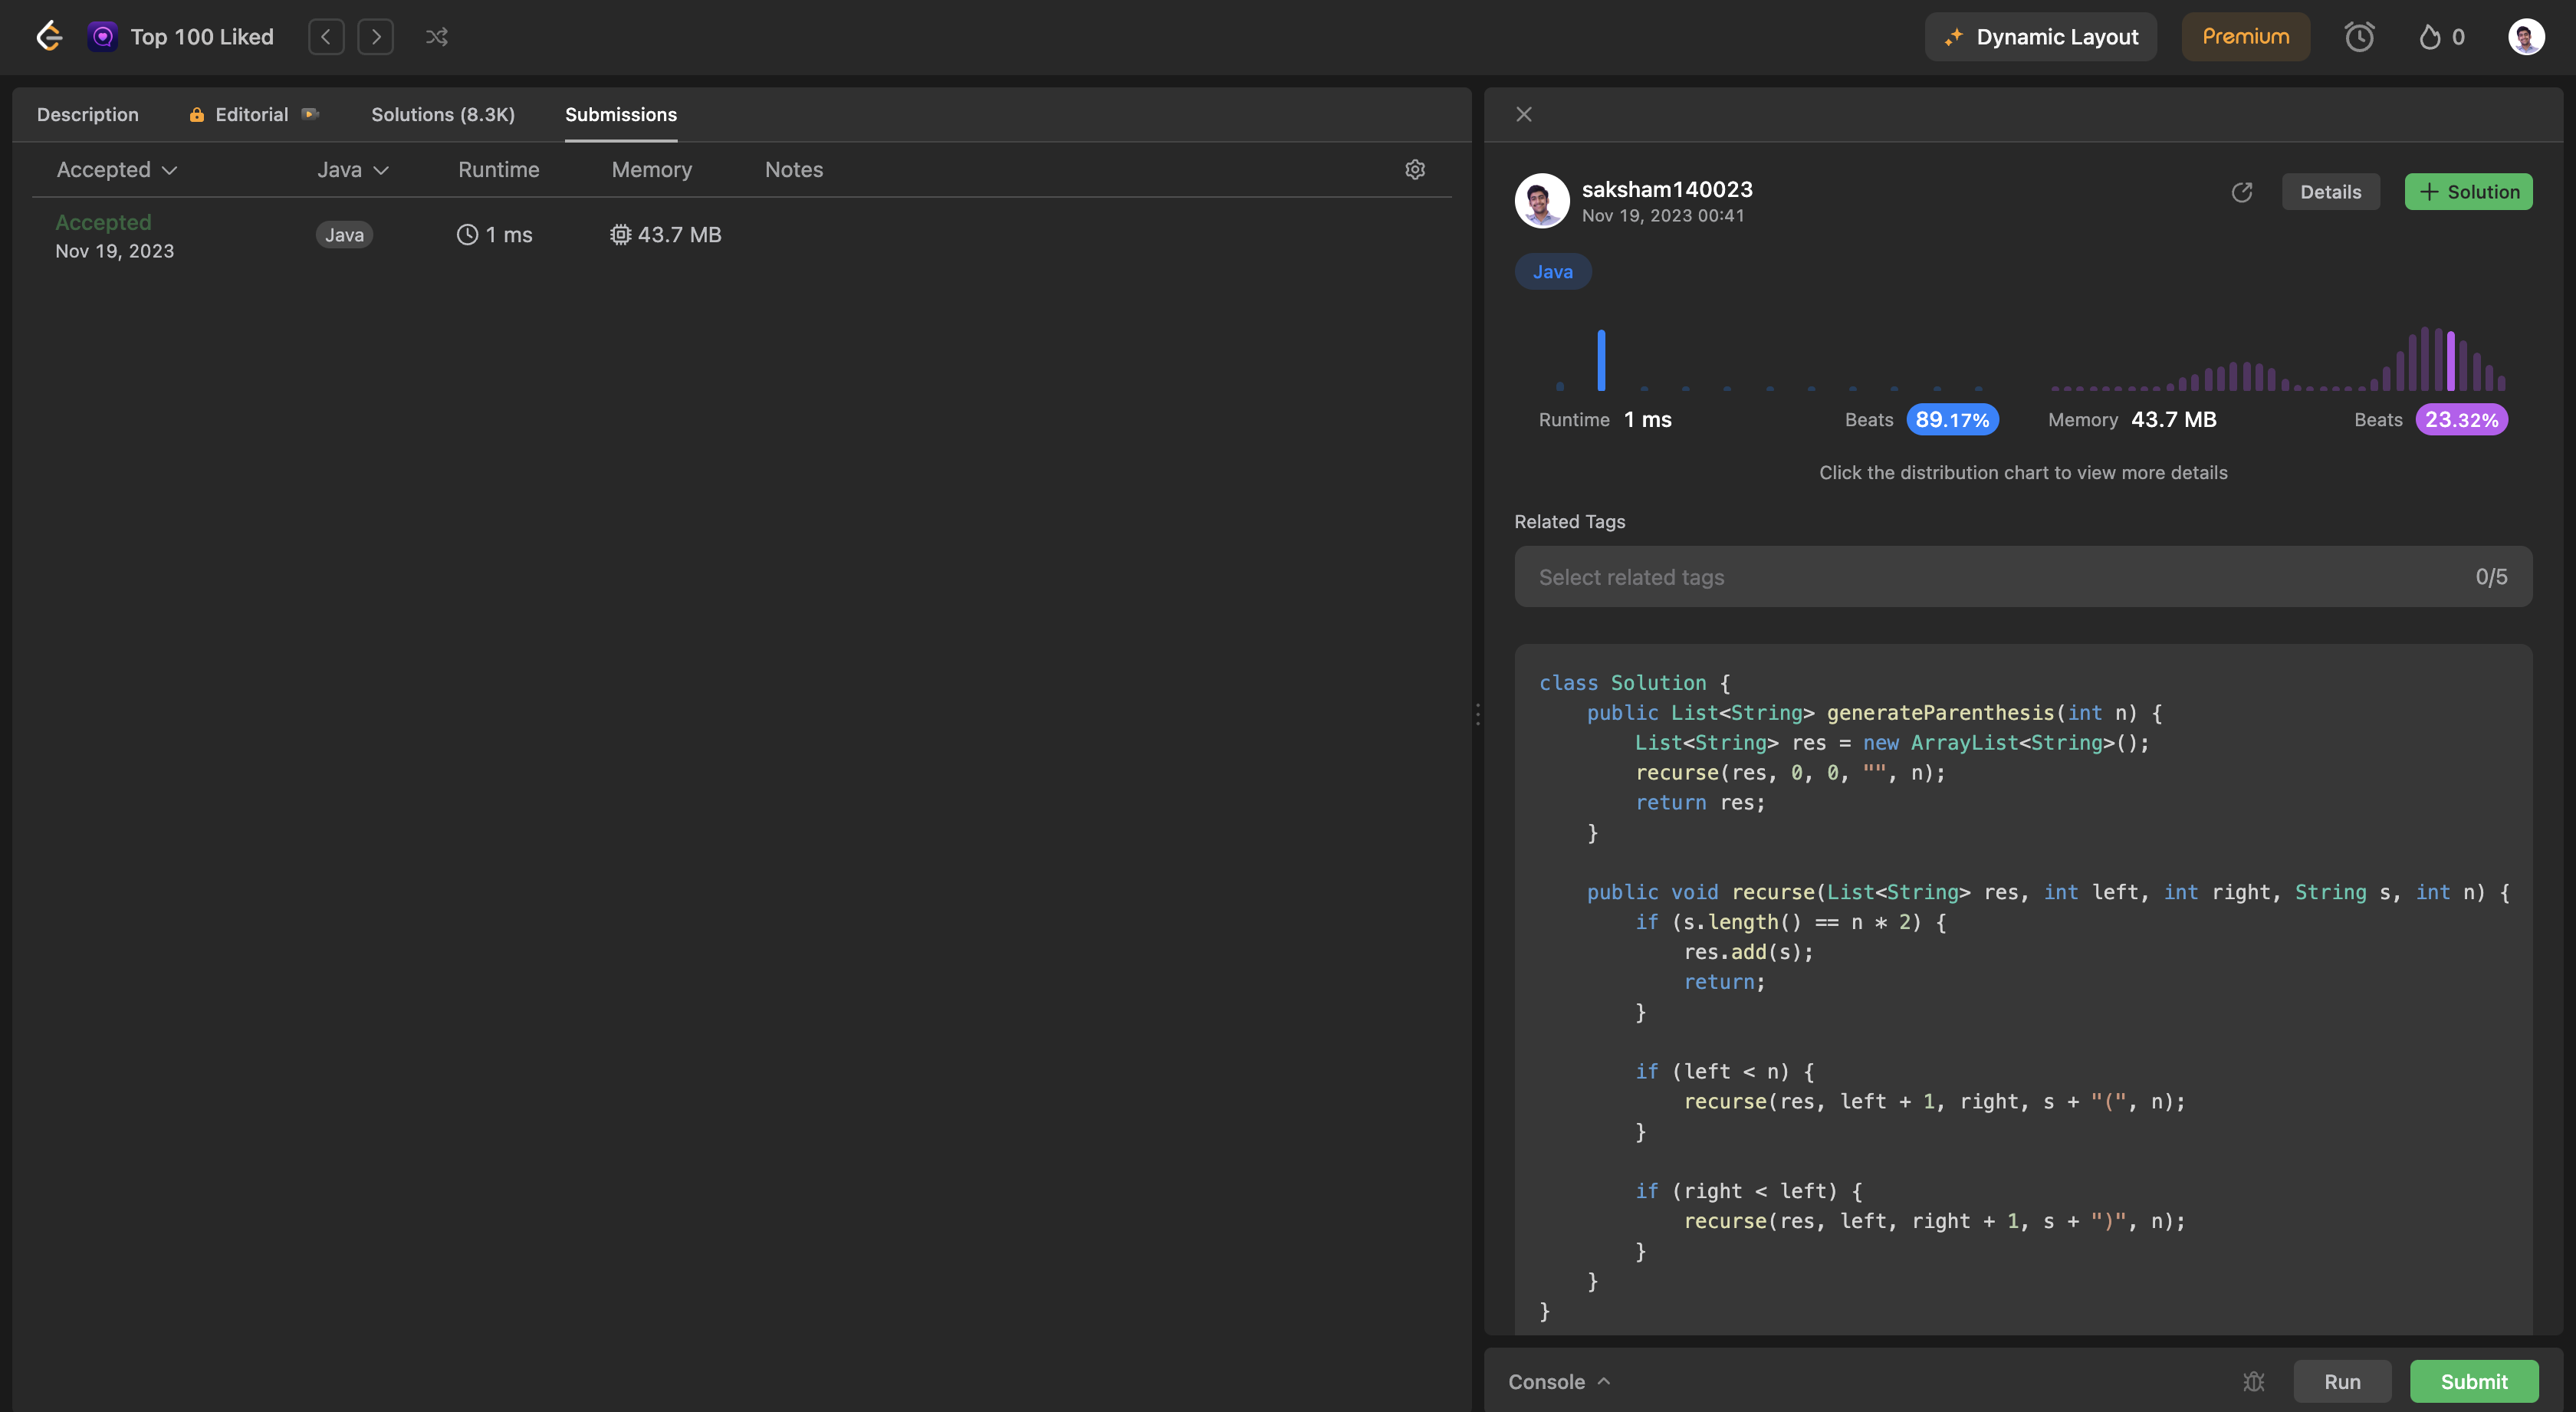 Top 100 Liked
Dynamic Layout
Premium
0
Description
Editorial
Solutions (8.3K)
Submissions
Accepted
Java
Runtime
Memory
Notes
Accepted
Nov 19, 2023
Java
1 ms
43.7 MB
saksham140023
Nov 19, 2023 00:41
Details
+ Solution
Java
Runtime 1 ms
Beats 89.17%
Memory 43.7 MB
Beats 23.32%
Click the distribution chart to view more details
Related Tags
Select related tags
0/5
class Solution {
    public List<String> generateParenthesis(int n) {
        List<String> res = new ArrayList<String>();
        recurse(res, 0, 0, "", n);
        return res;
    }

    public void recurse(List<String> res, int left, int right, String s, int n) {
        if (s.length() == n * 2) {
            res.add(s);
            return;
        }

        if (left < n) {
            recurse(res, left + 1, right, s + "(", n);
        }

        if (right < left) {
            recurse(res, left, right + 1, s + ")", n);
        }
    }
}
Console
Run
Submit